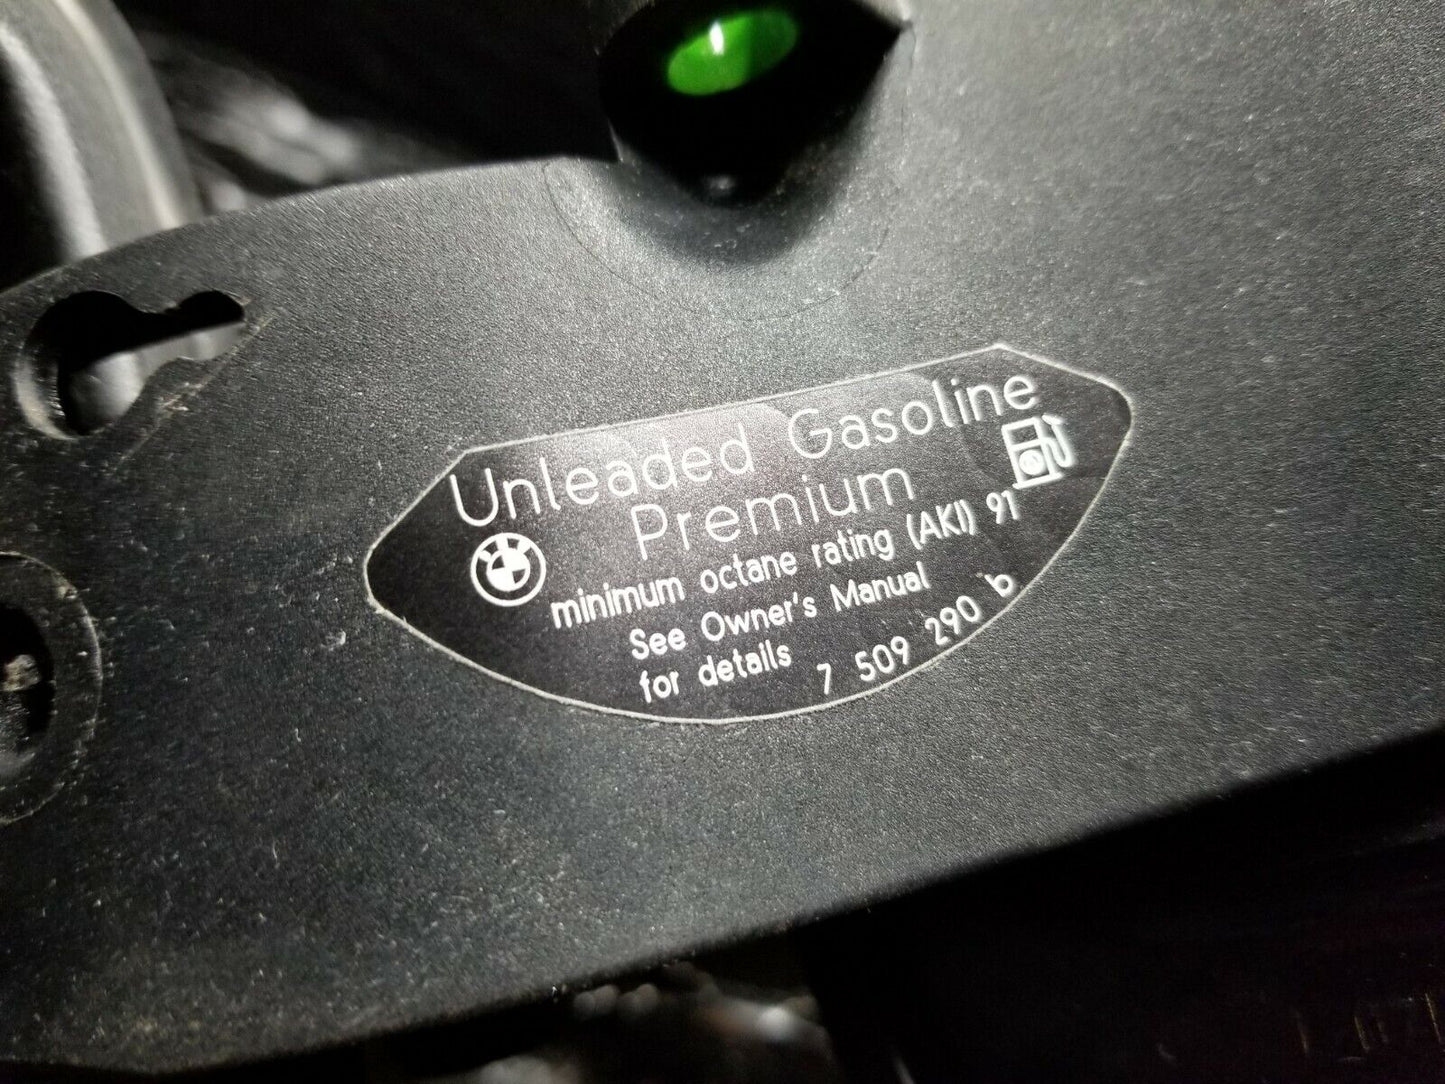 Unleaded Gasoline
Premium
minimum octane rating (AKI) 91
See Owner's Manual
for details
7 509 290 b